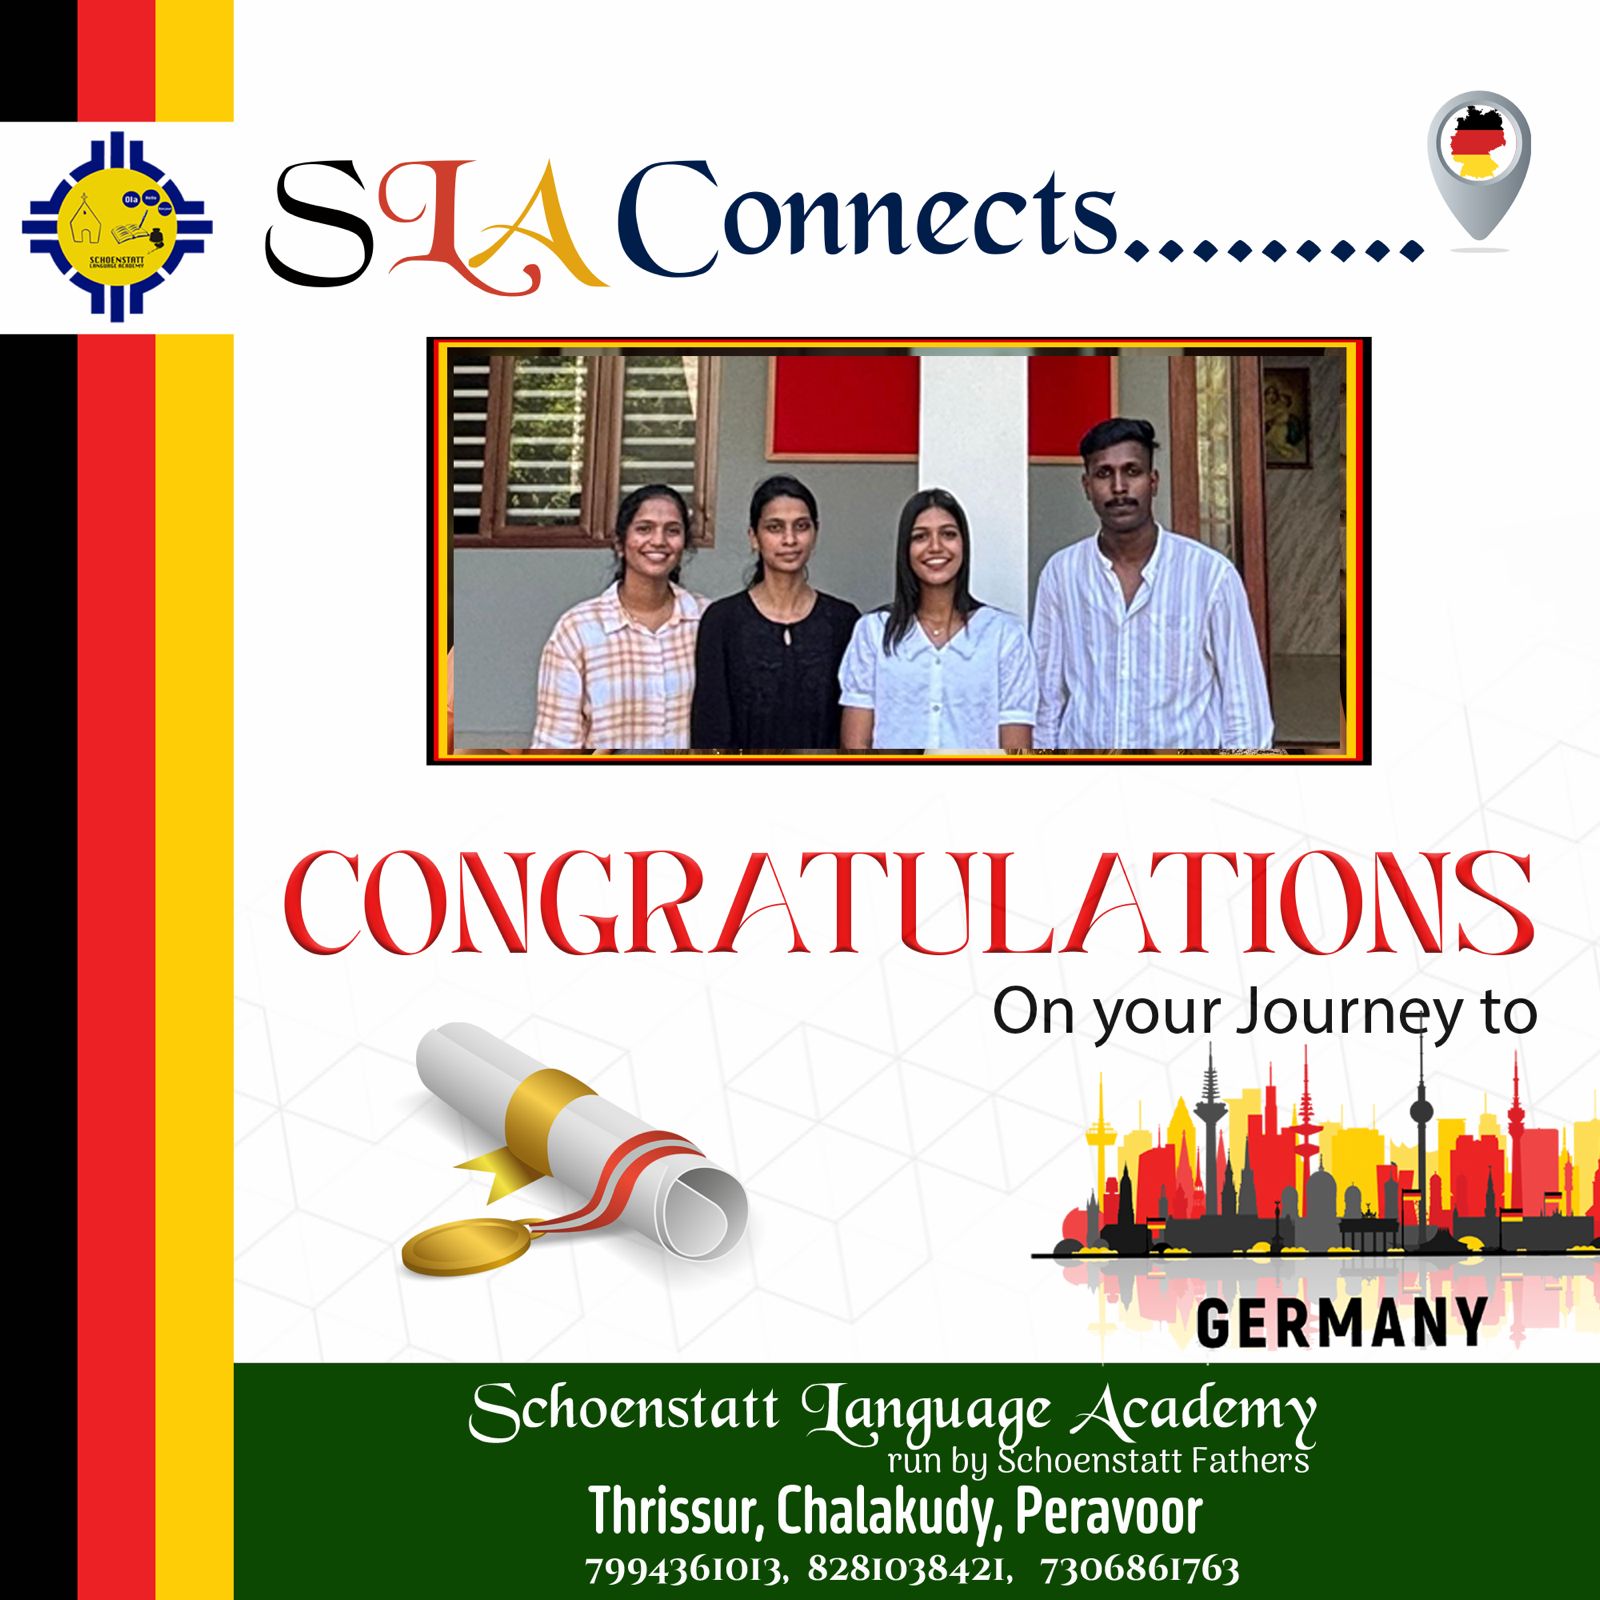 SLA Connects.........
Ola
Hello
SCHOENSTATT
LANGUAGE ACADEMY
CONGRATULATIONS
On your Journey to
GERMANY
Schoenstatt Language Academy
run by Schoenstatt Fathers
Thrissur, Chalakudy, Peravoor
7994361013, 8281038421, 7306861763